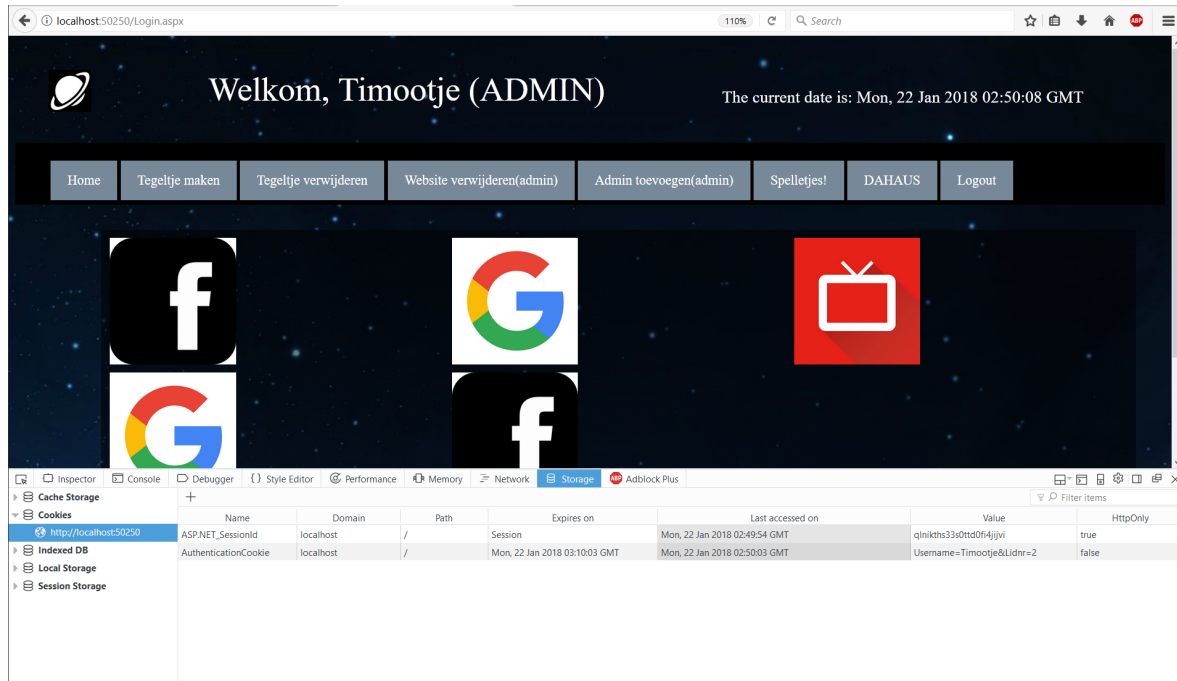 localhost:50250/Login.aspx 110% Search ABP
Welkom, Timootje (ADMIN)
The current date is: Mon, 22 Jan 2018 02:50:08 GMT
Home Tegeltje maken Tegeltje verwijderen Website verwijderen(admin) Admin toevoegen(admin) Spelletjes! DAHAUS Logout
Inspector Console Debugger { } Style Editor Performance Memory Network Storage ABP Adblock Plus
Cache Storage
Cookies
http://localhost:50250
Indexed DB
Local Storage
Session Storage
+ Filter items
Name Domain Path Expires on Last accessed on Value HttpOnly
ASP.NET_SessionId localhost / Session Mon, 22 Jan 2018 02:49:54 GMT qlnikths33s0ttd0fi4jijvi true
AuthenticationCookie localhost / Mon, 22 Jan 2018 03:10:03 GMT Mon, 22 Jan 2018 02:50:03 GMT Username=Timootje&Lidnr=2 false